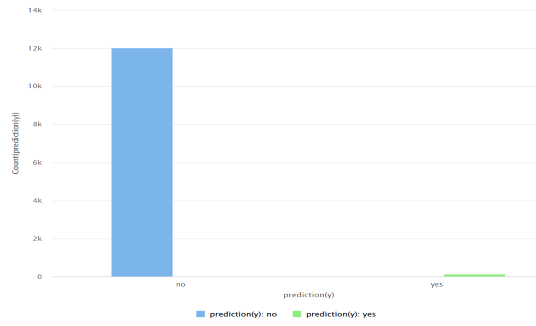 14k
12k
10k
8k
6k
4k
2k
0
Count(prediction(y))
no yes
prediction(y)
prediction(y): no prediction(y): yes